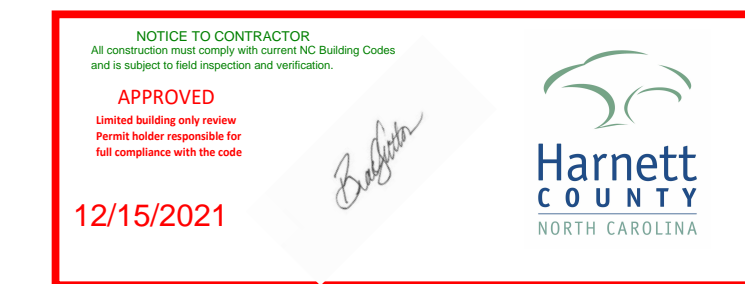 NOTICE TO CONTRACTOR
All construction must comply with current NC Building Codes
and is subject to field inspection and verification.
APPROVED
Limited building only review
Permit holder responsible for
full compliance with the code
12/15/2021
Harnett
COUNTY
NORTH CAROLINA